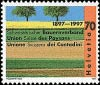 1897-1997
Schweizerischer Bauernverband
Union Suisse des Paysans
Unione Svizzera dei Contadini
Helvetia 70